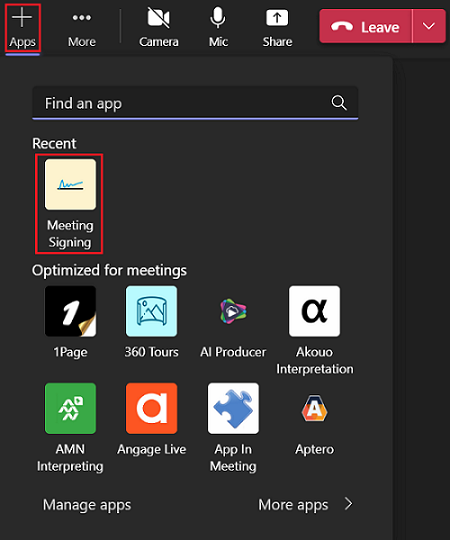 Apps More Camera Mic Share Leave
Find an app
Recent
Meeting
Signing
Optimized for meetings
1Page 360 Tours AI Producer Akouo
Interpretation
AMN
Interpreting Angage Live App In
Meeting Aptero
Manage apps More apps